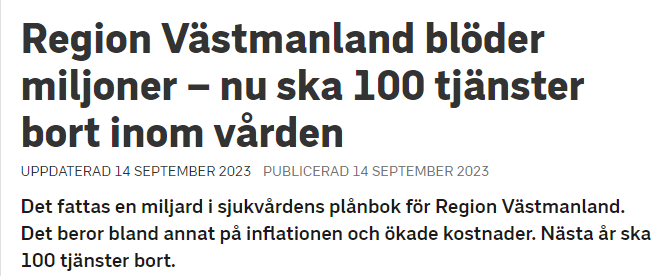 Region Västmanland blöder
miljoner – nu ska 100 tjänster
bort inom vården
UPPDATERAD 14 SEPTEMBER 2023 PUBLICERAD 14 SEPTEMBER 2023
Det fattas en miljard i sjukvårdens plånbok för Region Västmanland.
Det beror bland annat på inflationen och ökade kostnader. Nästa år ska
100 tjänster bort.